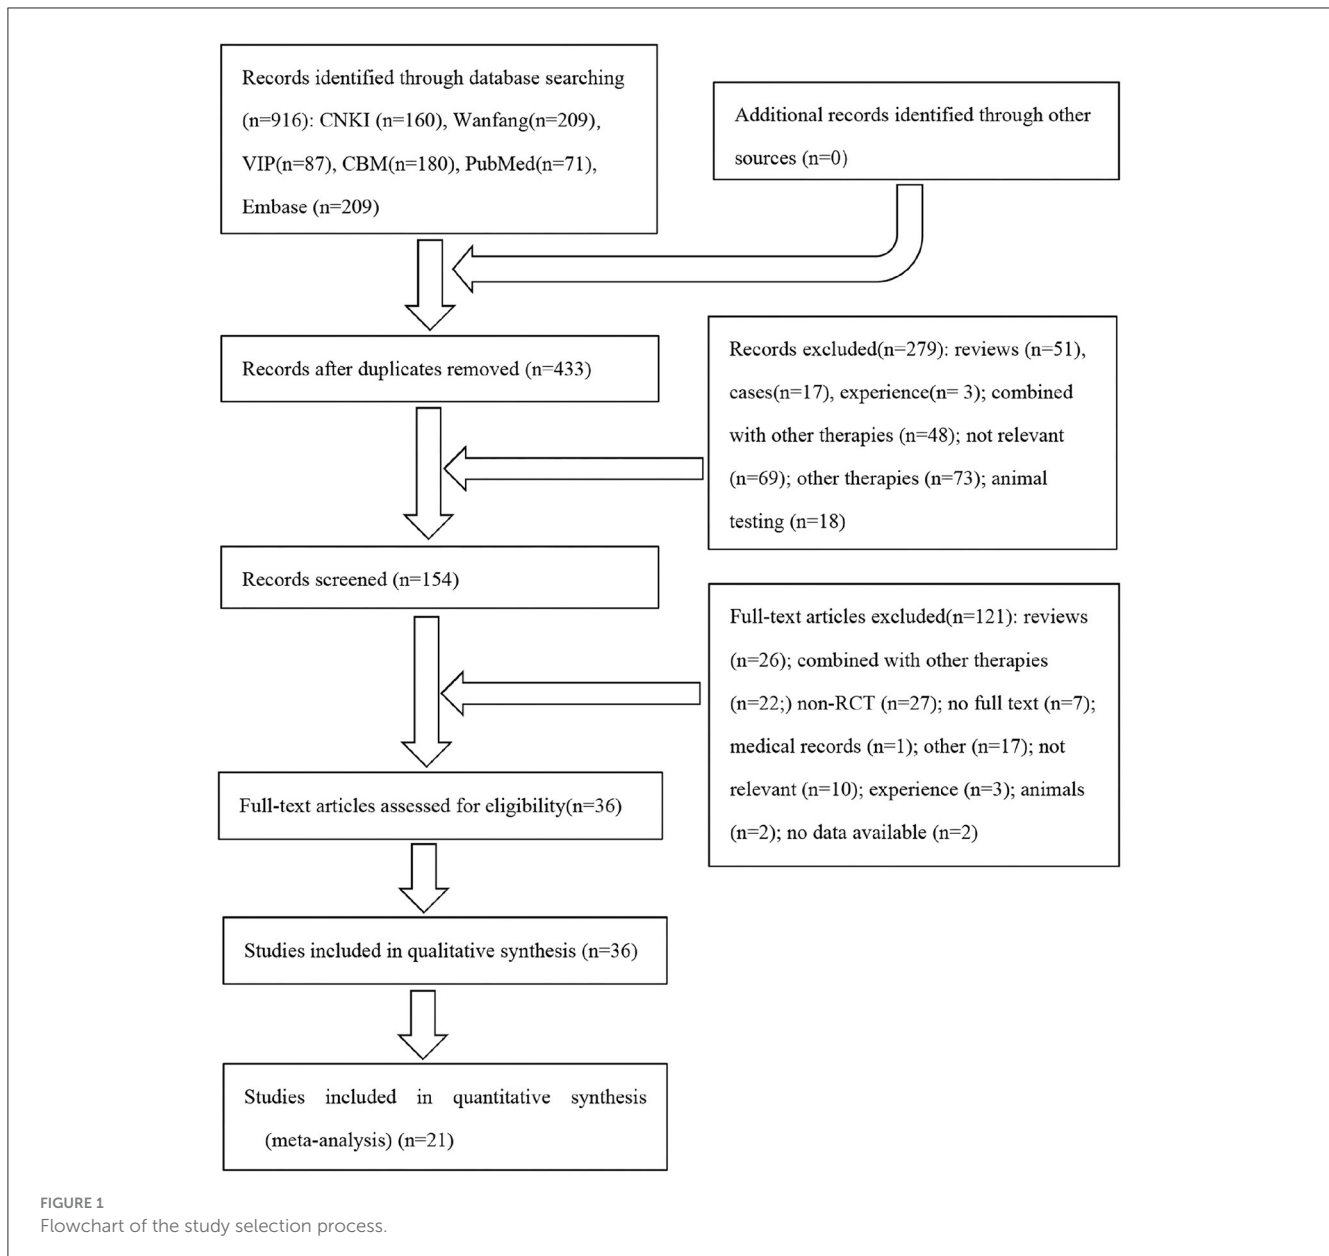 Records identified through database searching
(n=916): CNKI (n=160), Wanfang(n=209),
VIP(n=87), CBM(n=180), PubMed(n=71),
Embase (n=209)
Additional records identified through other
sources (n=0)
Records after duplicates removed (n=433)
Records excluded(n=279): reviews (n=51),
cases(n=17), experience(n= 3); combined
with other therapies (n=48); not relevant
(n=69); other therapies (n=73); animal
testing (n=18)
Records screened (n=154)
Full-text articles excluded(n=121): reviews
(n=26); combined with other therapies
(n=22;) non-RCT (n=27); no full text (n=7);
medical records (n=1); other (n=17); not
relevant (n=10); experience (n=3); animals
(n=2); no data available (n=2)
Full-text articles assessed for eligibility(n=36)
Studies included in qualitative synthesis (n=36)
Studies included in quantitative synthesis
(meta-analysis) (n=21)
FIGURE 1
Flowchart of the study selection process.